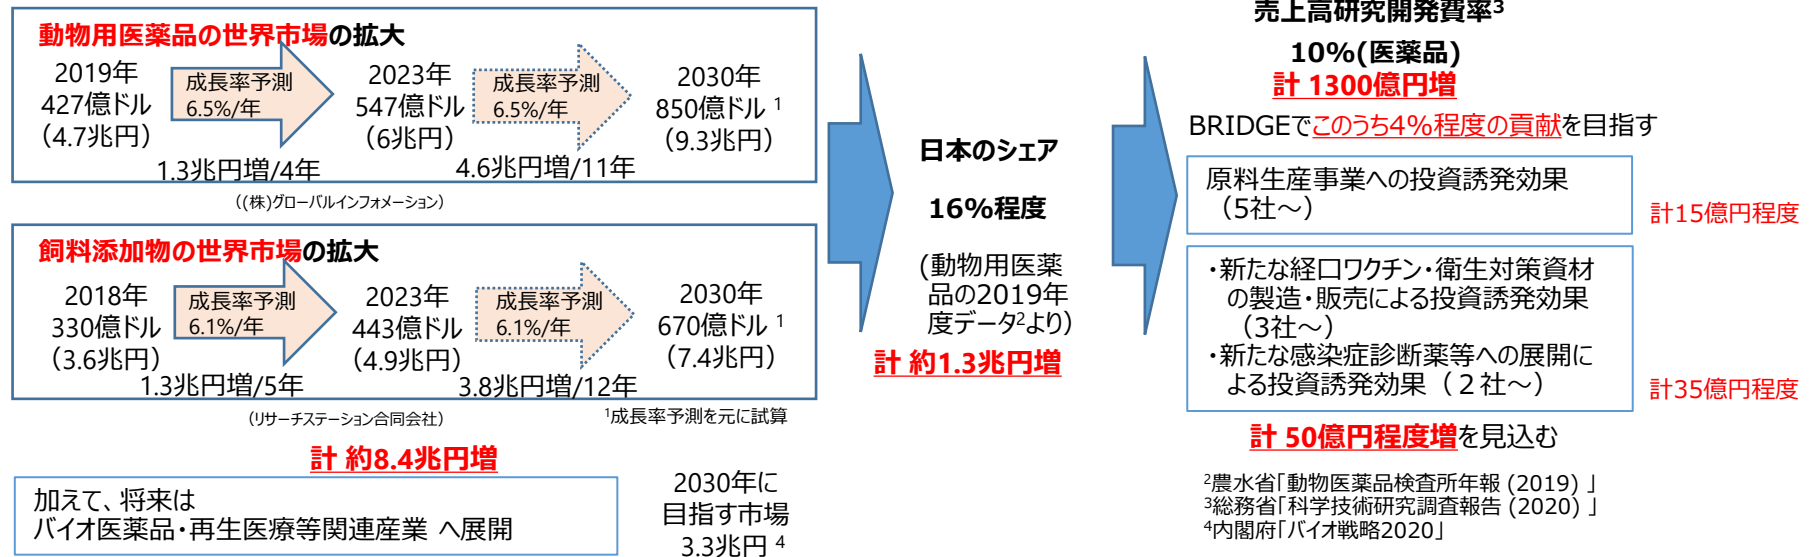 動物用医薬品の世界市場の拡大
2019年
427億ドル
(4.7兆円)
成長率予測
6.5%/年
2023年
547億ドル
(6兆円)
成長率予測
6.5%/年
2030年
850億ドル 1
(9.3兆円)
1.3兆円増/4年
4.6兆円増/11年
((株)グローバルインフォメーション)
飼料添加物の世界市場の拡大
2018年
330億ドル
(3.6兆円)
成長率予測
6.1%/年
2023年
443億ドル
(4.9兆円)
成長率予測
6.1%/年
2030年
670億ドル 1
(7.4兆円)
1.3兆円増/5年
3.8兆円増/12年
(リサーチステーション合同会社)
1成長率予測を元に試算
計 約8.4兆円増
加えて、将来は
バイオ医薬品・再生医療等関連産業 へ展開
2030年に
目指す市場
3.3兆円 4
日本のシェア
16%程度
(動物用医薬
品の2019年
度データ2より)
計 約1.3兆円増
売上高研究開発費率3
10%(医薬品)
計 1300億円増
BRIDGEでこのうち4%程度の貢献を目指す
原料生産事業への投資誘発効果
(5社~)
計15億円程度
・新たな経口ワクチン・衛生対策資材
の製造・販売による投資誘発効果
(3社~)
・新たな感染症診断薬等への展開に
よる投資誘発効果(2社~)
計35億円程度
計 50億円程度増を見込む
2農水省「動物医薬品検査所年報 (2019) 」
3総務省「科学技術研究調査報告 (2020) 」
4内閣府「バイオ戦略2020」